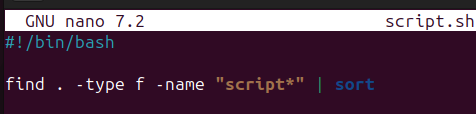 GNU nano 7.2 script.sh
#!/bin/bash
find . -type f -name "script*" | sort